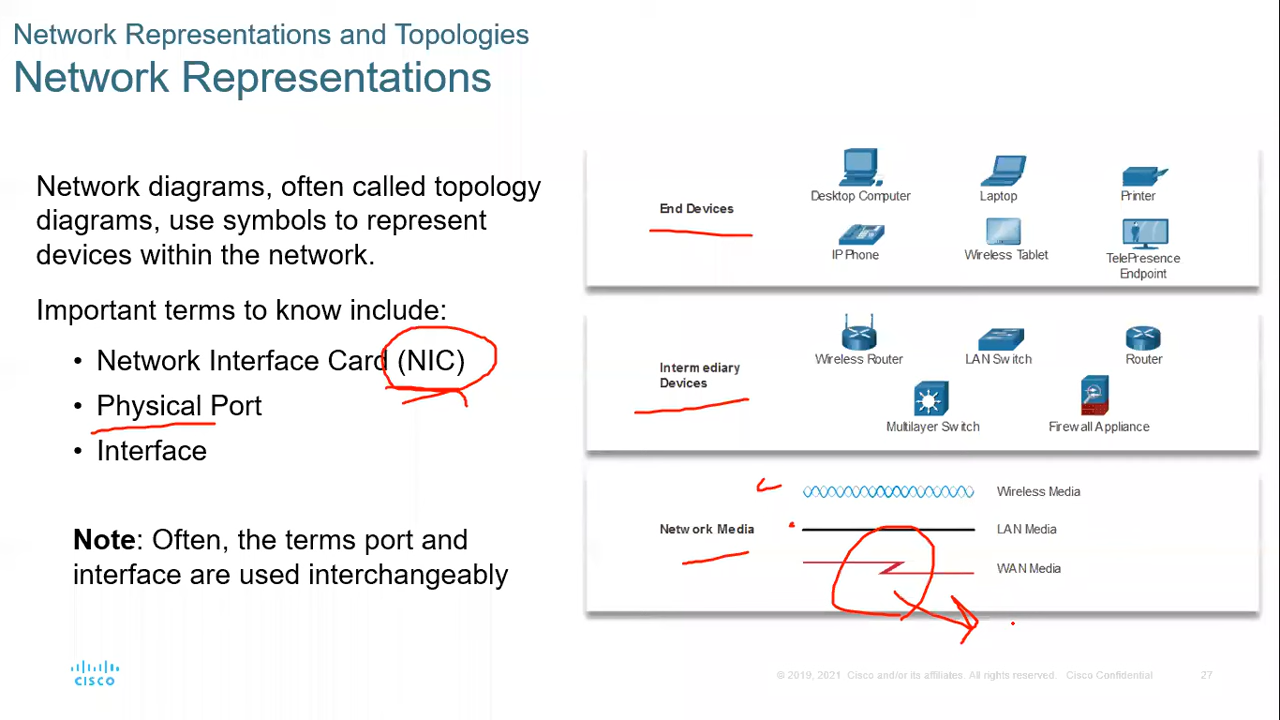 Network Representations and Topologies
Network Representations
Network diagrams, often called topology
diagrams, use symbols to represent
devices within the network.
Important terms to know include:
• Network Interface Card (NIC)
• Physical Port
• Interface
Note: Often, the terms port and
interface are used interchangeably
End Devices
Desktop Computer
Laptop
Printer
IP Phone
Wireless Tablet
TelePresence
Endpoint
Intermediary
Devices
Wireless Router
LAN Switch
Router
Multilayer Switch
Firewall Appliance
Network Media
Wireless Media
LAN Media
WAN Media
CISCO
© 2019, 2021 Cisco and/or its affiliates. All rights reserved. Cisco Confidential
27